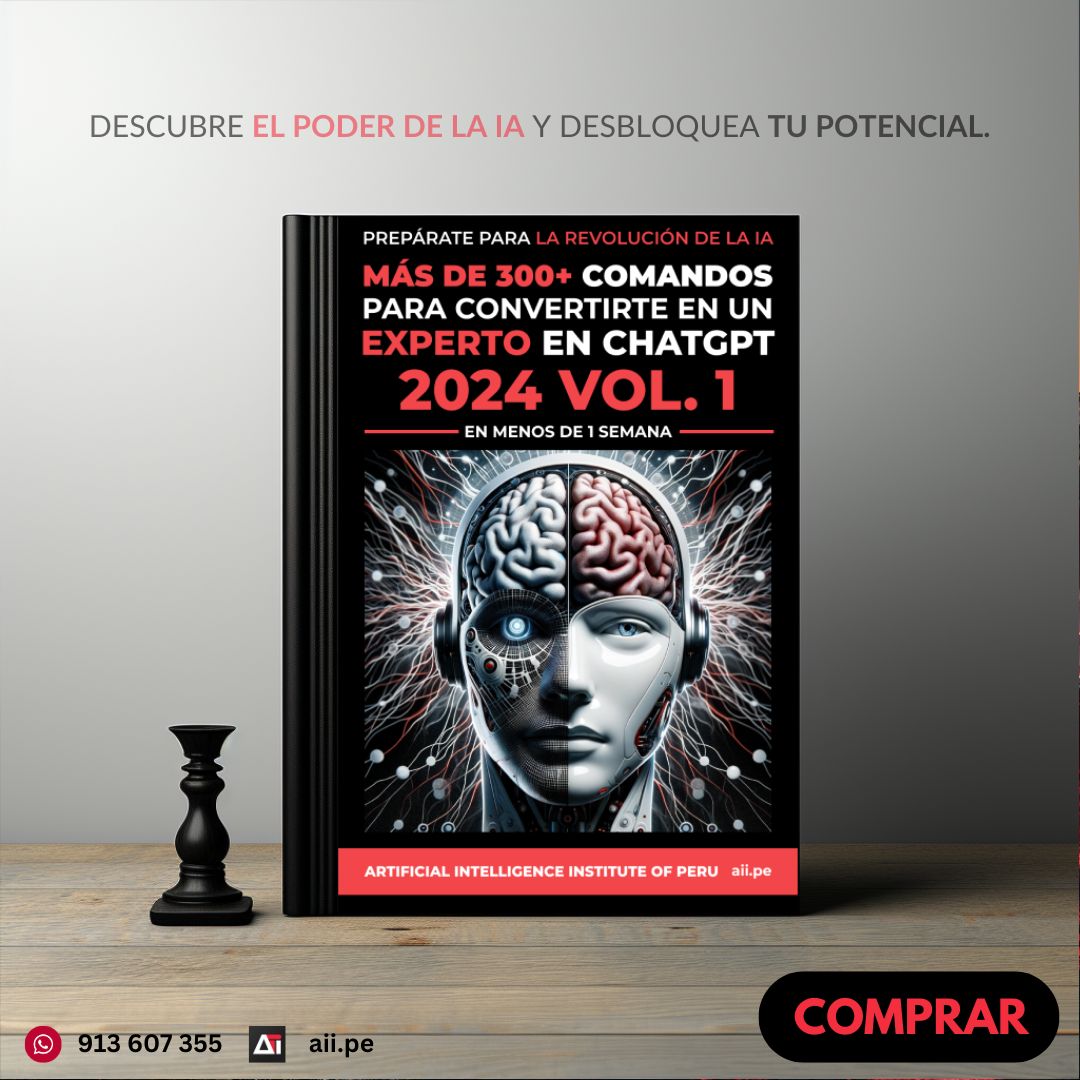 DESCUBRE EL PODER DE LA IA Y DESBLOQUEA TU POTENCIAL.
PREPÁRATE PARA LA REVOLUCIÓN DE LA IA
MÁS DE 300+ COMANDOS
PARA CONVERTIRTE EN UN
EXPERTO EN CHATGPT
2024 VOL. 1
EN MENOS DE 1 SEMANA
ARTIFICIAL INTELLIGENCE INSTITUTE OF PERU aii.pe
COMPRAR
913 607 355 AI aii.pe